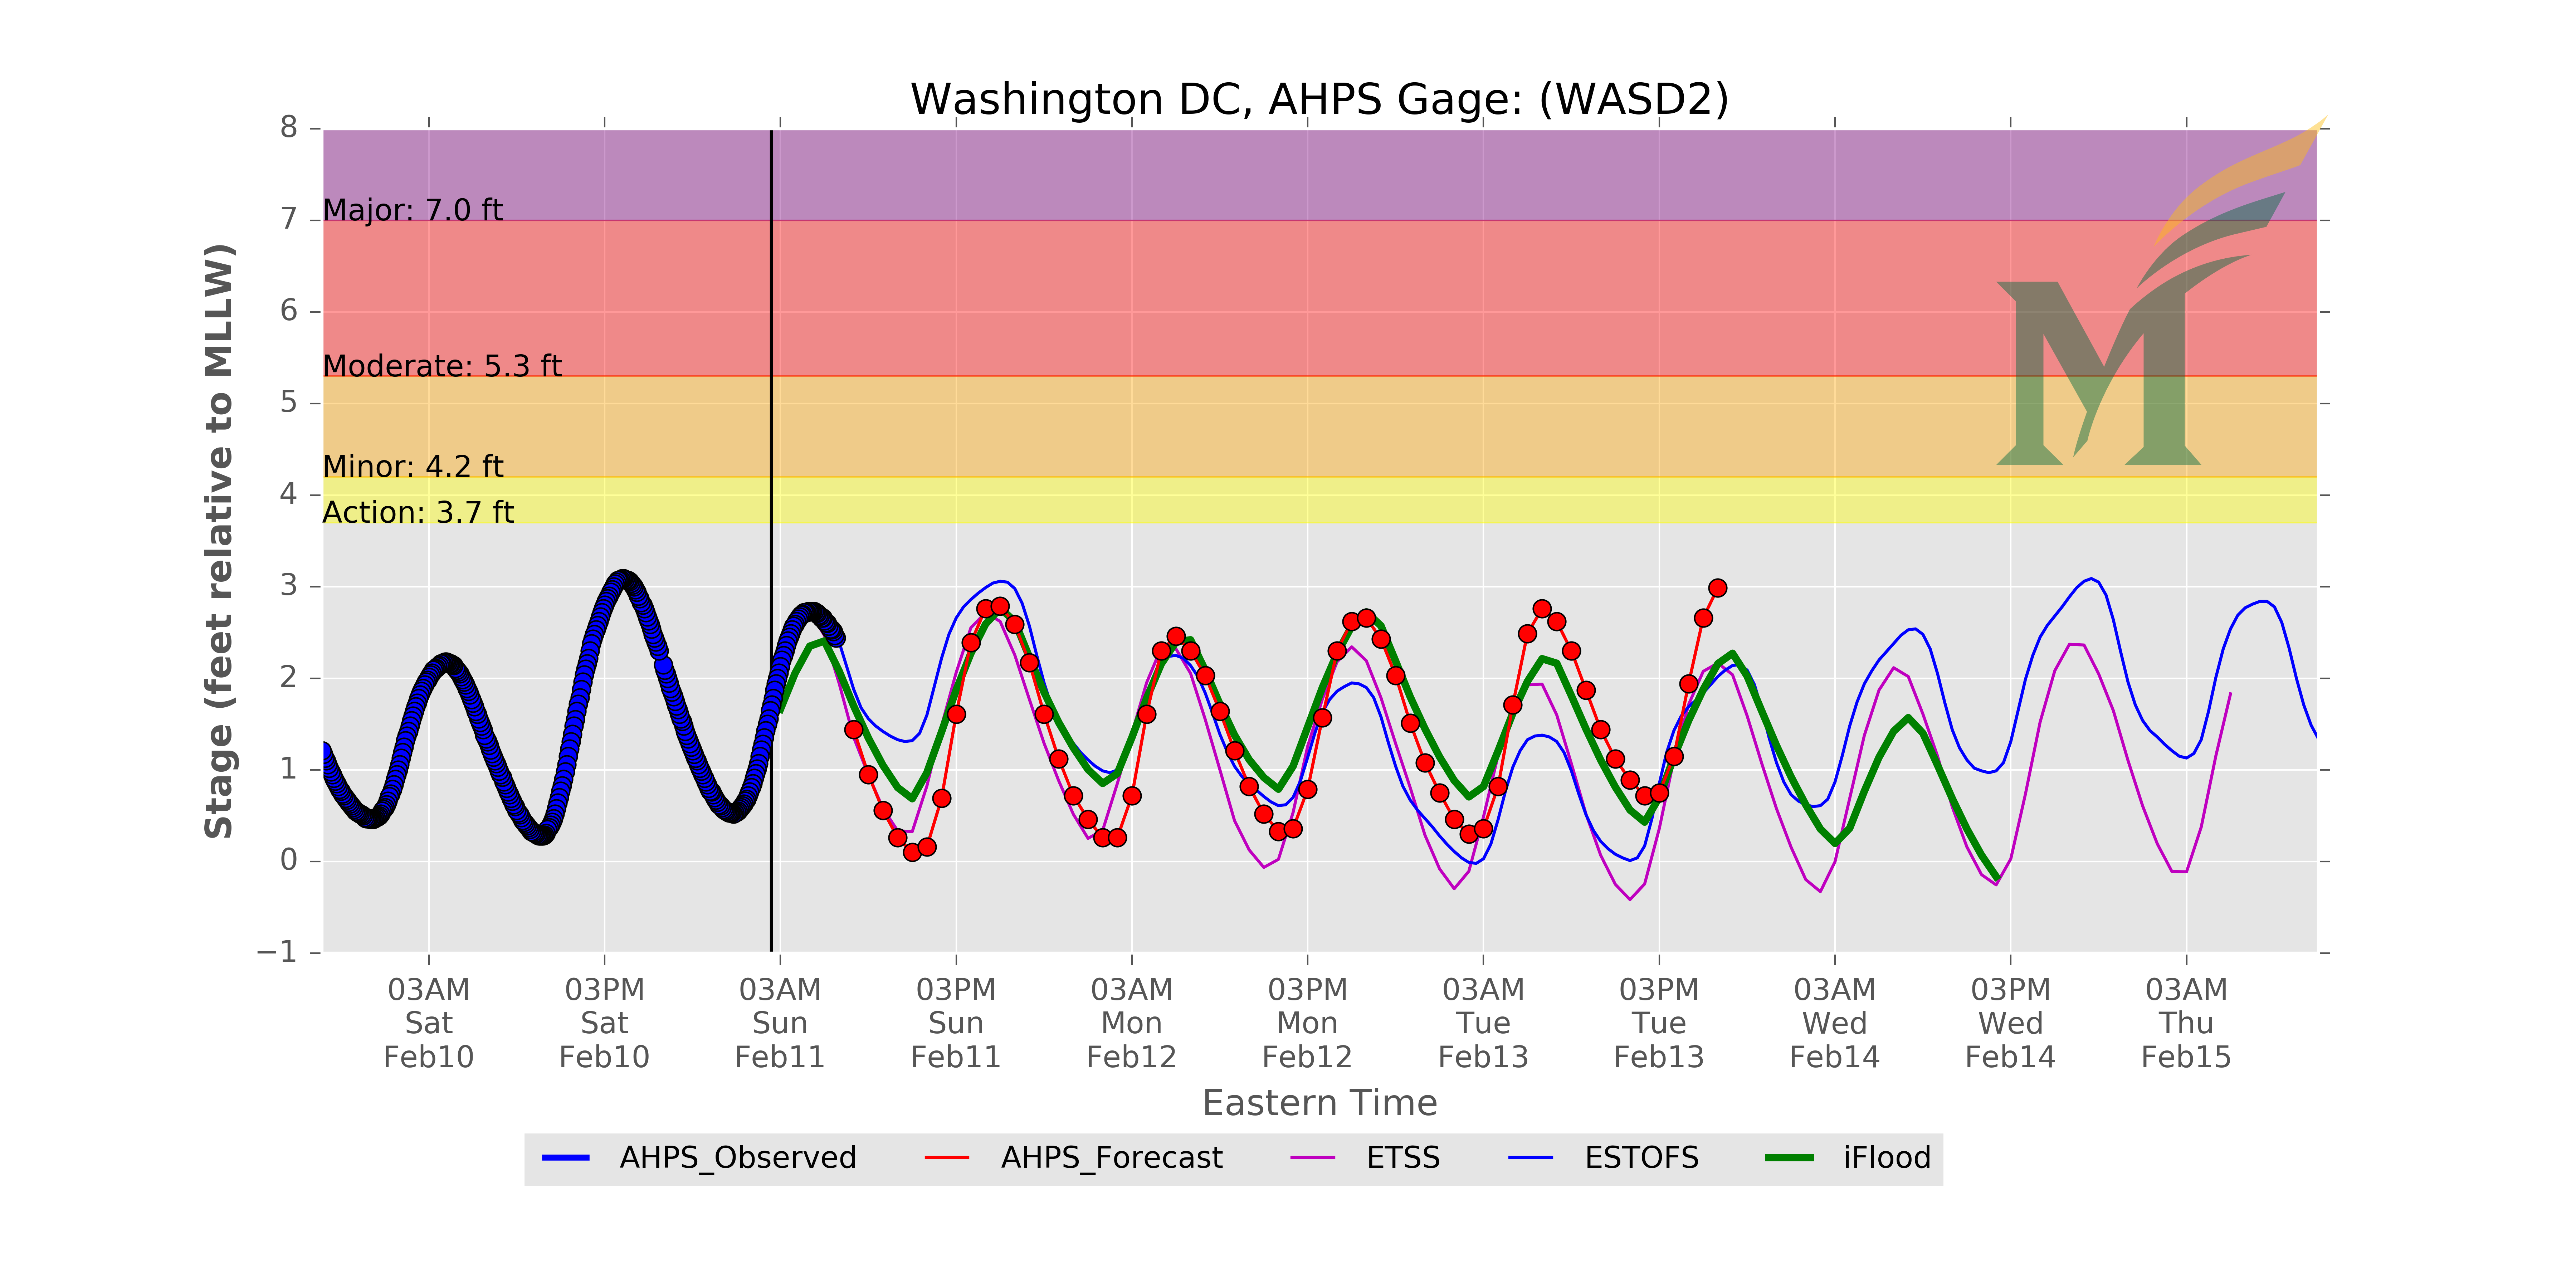 Washington DC, AHPS Gage: (WASD2)
Stage (feet relative to MLLW)
8
7
6
5
4
3
2
1
0
−1
Major: 7.0 ft
Moderate: 5.3 ft
Minor: 4.2 ft
Action: 3.7 ft
03AM 03PM 03AM 03PM 03AM 03PM 03AM 03PM 03AM 03PM 03AM
Sat Sat Sun Sun Mon Mon Tue Tue Wed Wed Thu
Feb10 Feb10 Feb11 Feb11 Feb12 Feb12 Feb13 Feb13 Feb14 Feb14 Feb15
Eastern Time
AHPS_Observed AHPS_Forecast ETSS ESTOFS iFlood
M